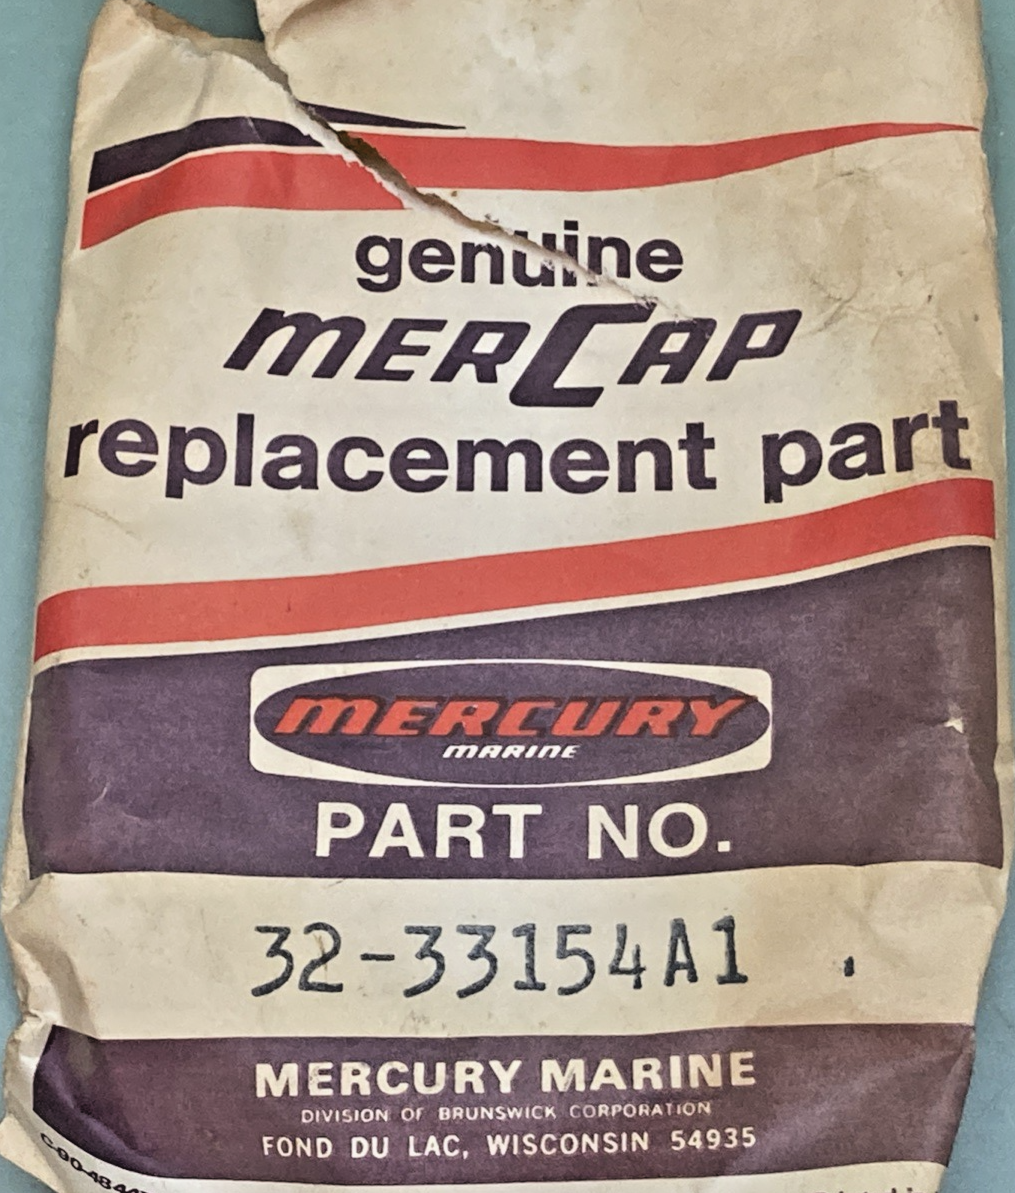 genuine
MERCAP
replacement part
MERCURY
MARINE
PART NO.
32-33154A1
MERCURY MARINE
DIVISION OF BRUNSWICK CORPORATION
FOND DU LAC, WISCONSIN 54935